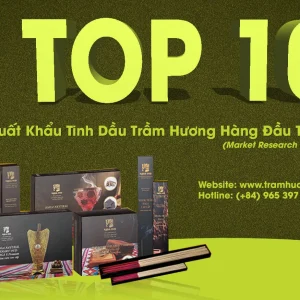 TOP 10
uất Khẩu Tinh Dầu Trầm Hương Hàng Đầu T
(Market Research
Website: www.tramhuo
Hotline: (+84) 965 397